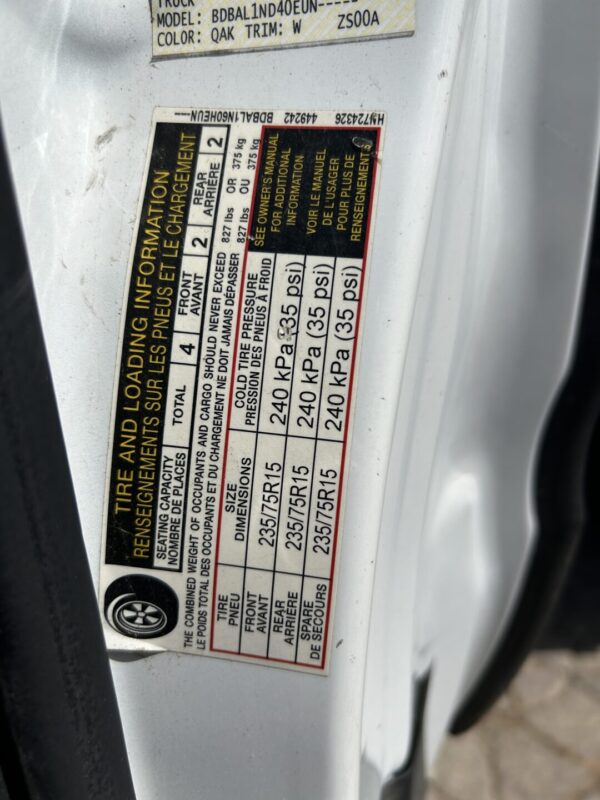 TRUCK
MODEL: BDBAL1ND40EUN-----
COLOR: QAK TRIM: W ZS00A
TIRE AND LOADING INFORMATION
RENSEIGNEMENTS SUR LES PNEUS ET LE CHARGEMENT
SEATING CAPACITY
NOMBRE DE PLACES
TOTAL
4
FRONT
AVANT
2
REAR
ARRIÈRE
2
THE COMBINED WEIGHT OF OCCUPANTS AND CARGO SHOULD NEVER EXCEED 827 lbs OR 375 kg
LE POIDS TOTAL DES OCCUPANTS ET DU CHARGEMENT NE DOIT JAMAIS DÉPASSER 827 lbs OU 375 kg
TIRE
PNEU
SIZE
DIMENSIONS
COLD TIRE PRESSURE
PRESSION DES PNEUS À FROID
FRONT
AVANT
235/75R15
240 kPa (35 psi)
REAR
ARRIÈRE
235/75R15
240 kPa (35 psi)
SPARE
DE SECOURS
235/75R15
240 kPa (35 psi)
SEE OWNER'S MANUAL
FOR ADDITIONAL
INFORMATION
VOIR LE MANUEL
DE L'USAGER
POUR PLUS DE
RENSEIGNEMENTS
HN724326 449242 BDBAL1N60HEUN